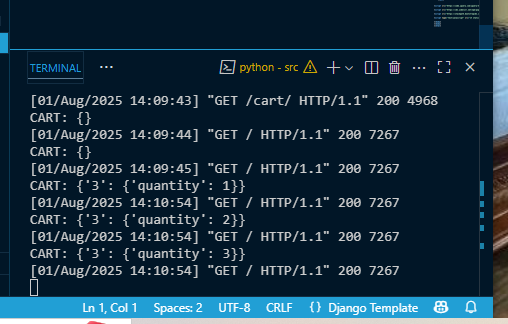 TERMINAL ... python - src
[01/Aug/2025 14:09:43] "GET /cart/ HTTP/1.1" 200 4968
CART: {}
[01/Aug/2025 14:09:44] "GET / HTTP/1.1" 200 7267
CART: {}
[01/Aug/2025 14:09:45] "GET / HTTP/1.1" 200 7267
CART: {'3': {'quantity': 1}}
[01/Aug/2025 14:10:54] "GET / HTTP/1.1" 200 7267
CART: {'3': {'quantity': 2}}
[01/Aug/2025 14:10:54] "GET / HTTP/1.1" 200 7267
CART: {'3': {'quantity': 3}}
[01/Aug/2025 14:10:54] "GET / HTTP/1.1" 200 7267
Ln 1, Col 1 Spaces: 2 UTF-8 CRLF {} Django Template